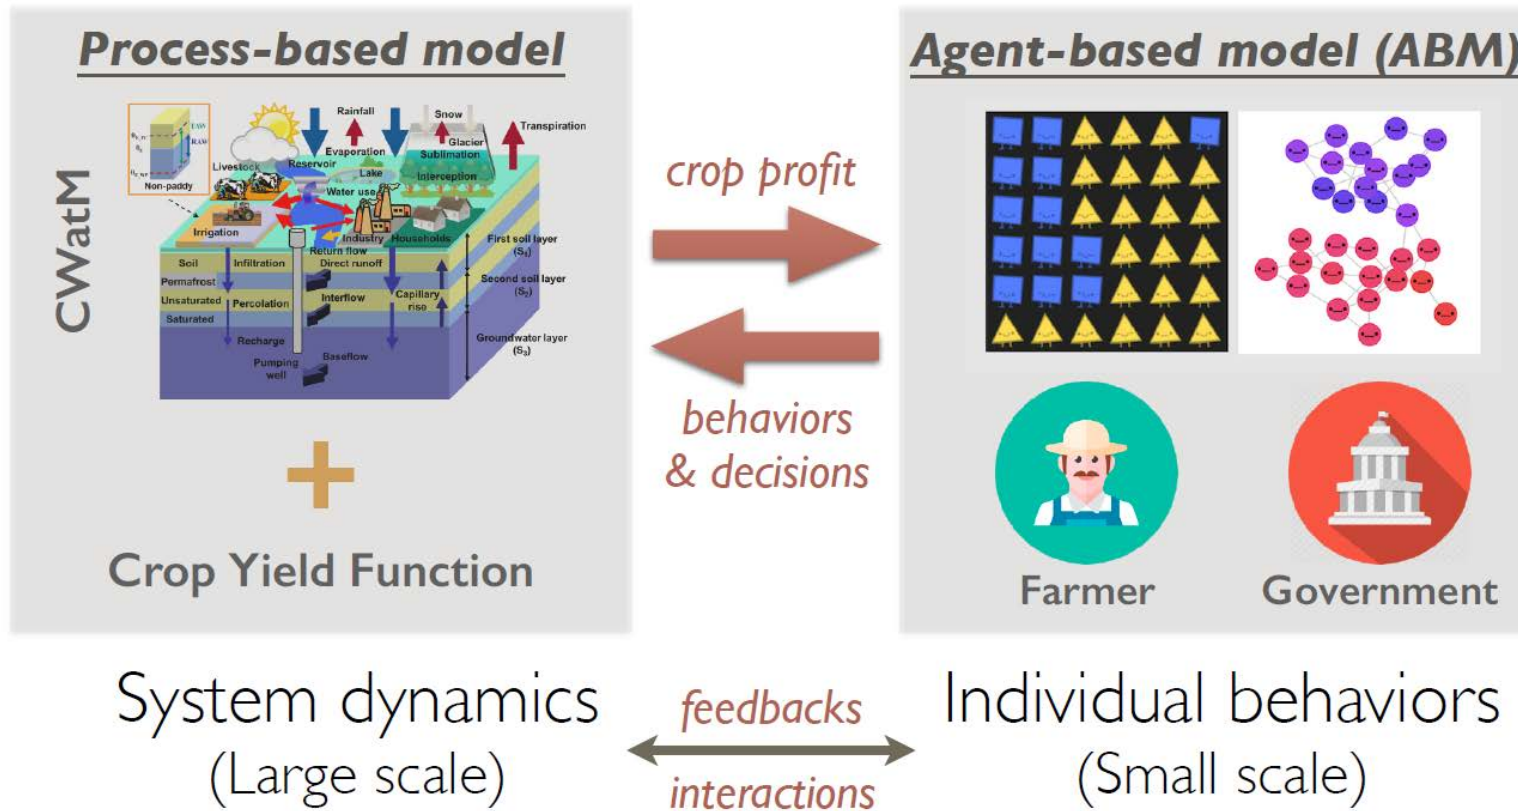 Process-based model
Agent-based model (ABM)
CWatM
Non-paddy
Livestock
Irrigation
Rainfall
Snow
Transpiration
Glacier
Evaporation
Sublimation
Reservoir
Lake
Interception
Water use
Industry
Households
Return flow
First soil layer
(S₁)
Soil
Infiltration
Direct runoff
Permafrost
Second soil layer
(S₂)
Unsaturated
Percolation
Interflow
Capillary
rise
Saturated
Recharge
Groundwater layer
(S₃)
Pumping
well
Baseflow
+
Crop Yield Function
crop profit
behaviors
& decisions
Farmer
Government
System dynamics
(Large scale)
feedbacks
interactions
Individual behaviors
(Small scale)